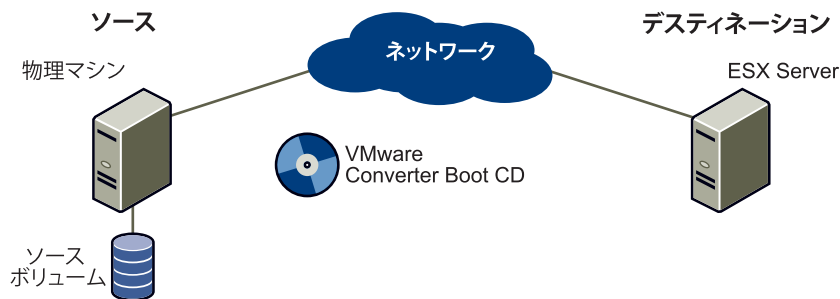 ソース
デスティネーション
ネットワーク
物理マシン
ESX Server
VMware
Converter Boot CD
ソース
ボリューム